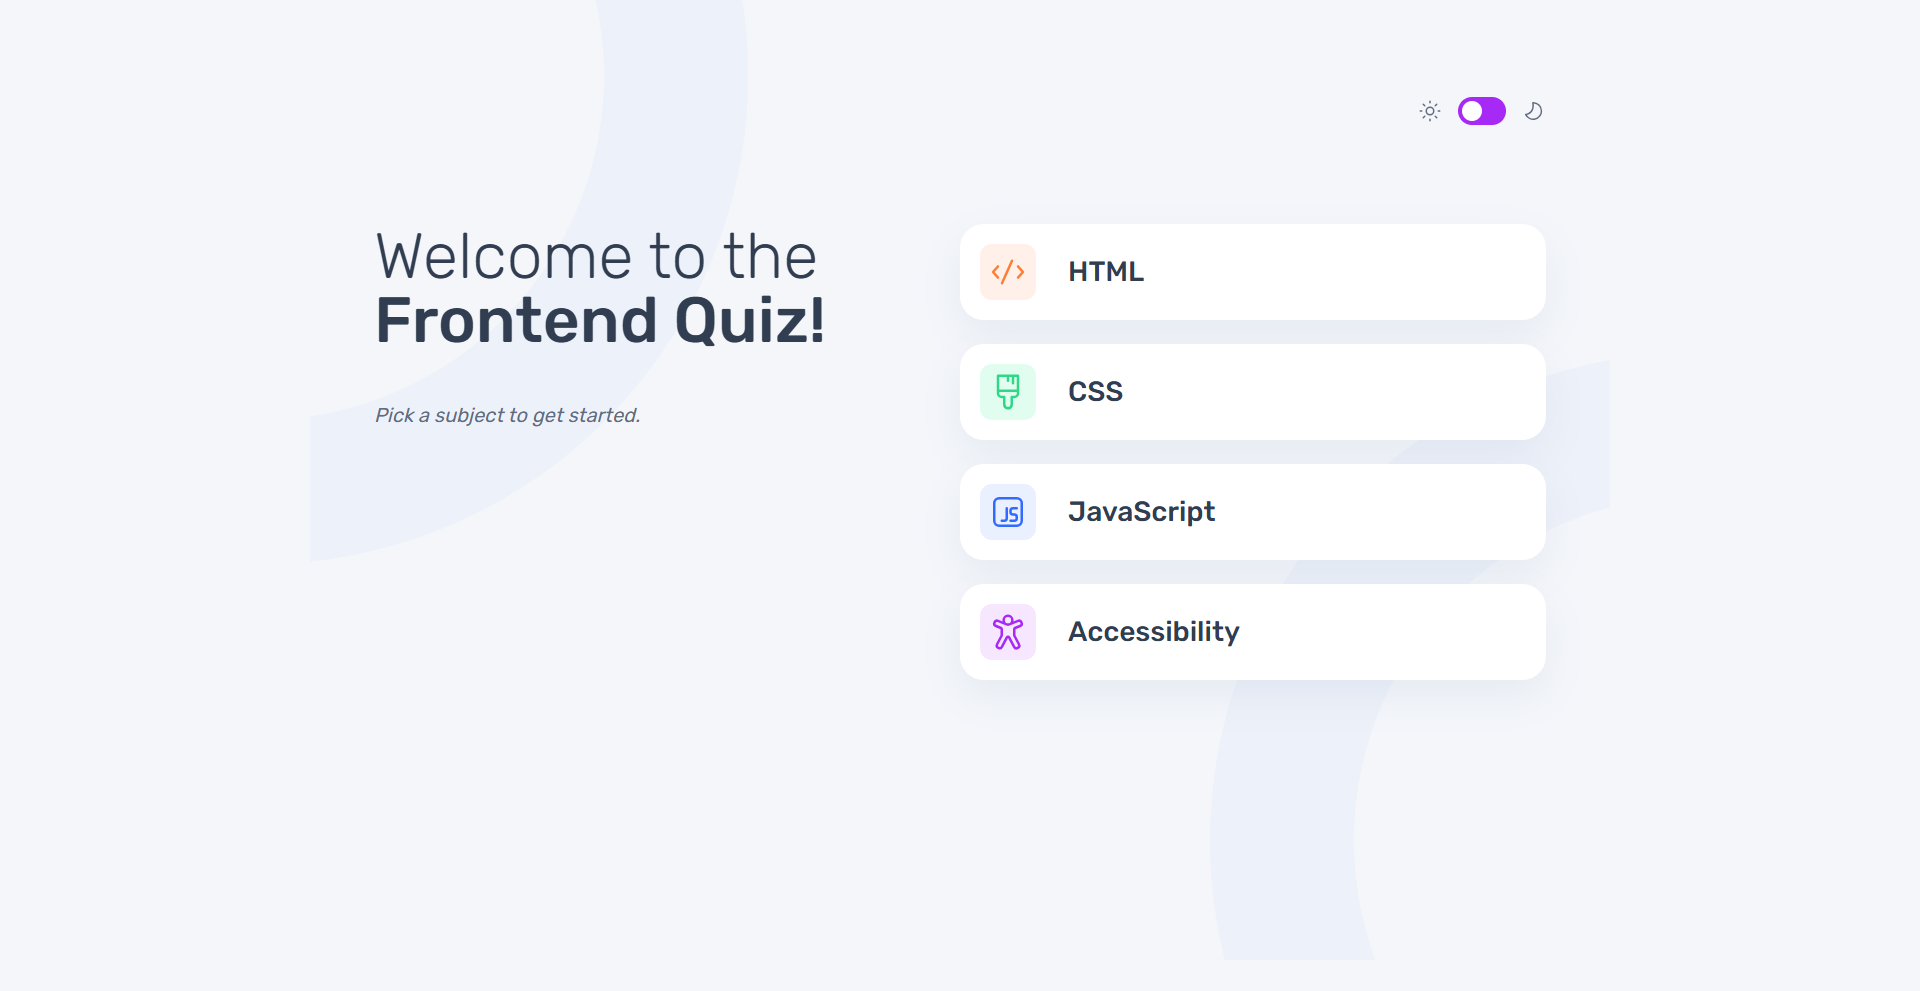 Welcome to the
Frontend Quiz!
Pick a subject to get started.
HTML
CSS
JS
JavaScript
Accessibility